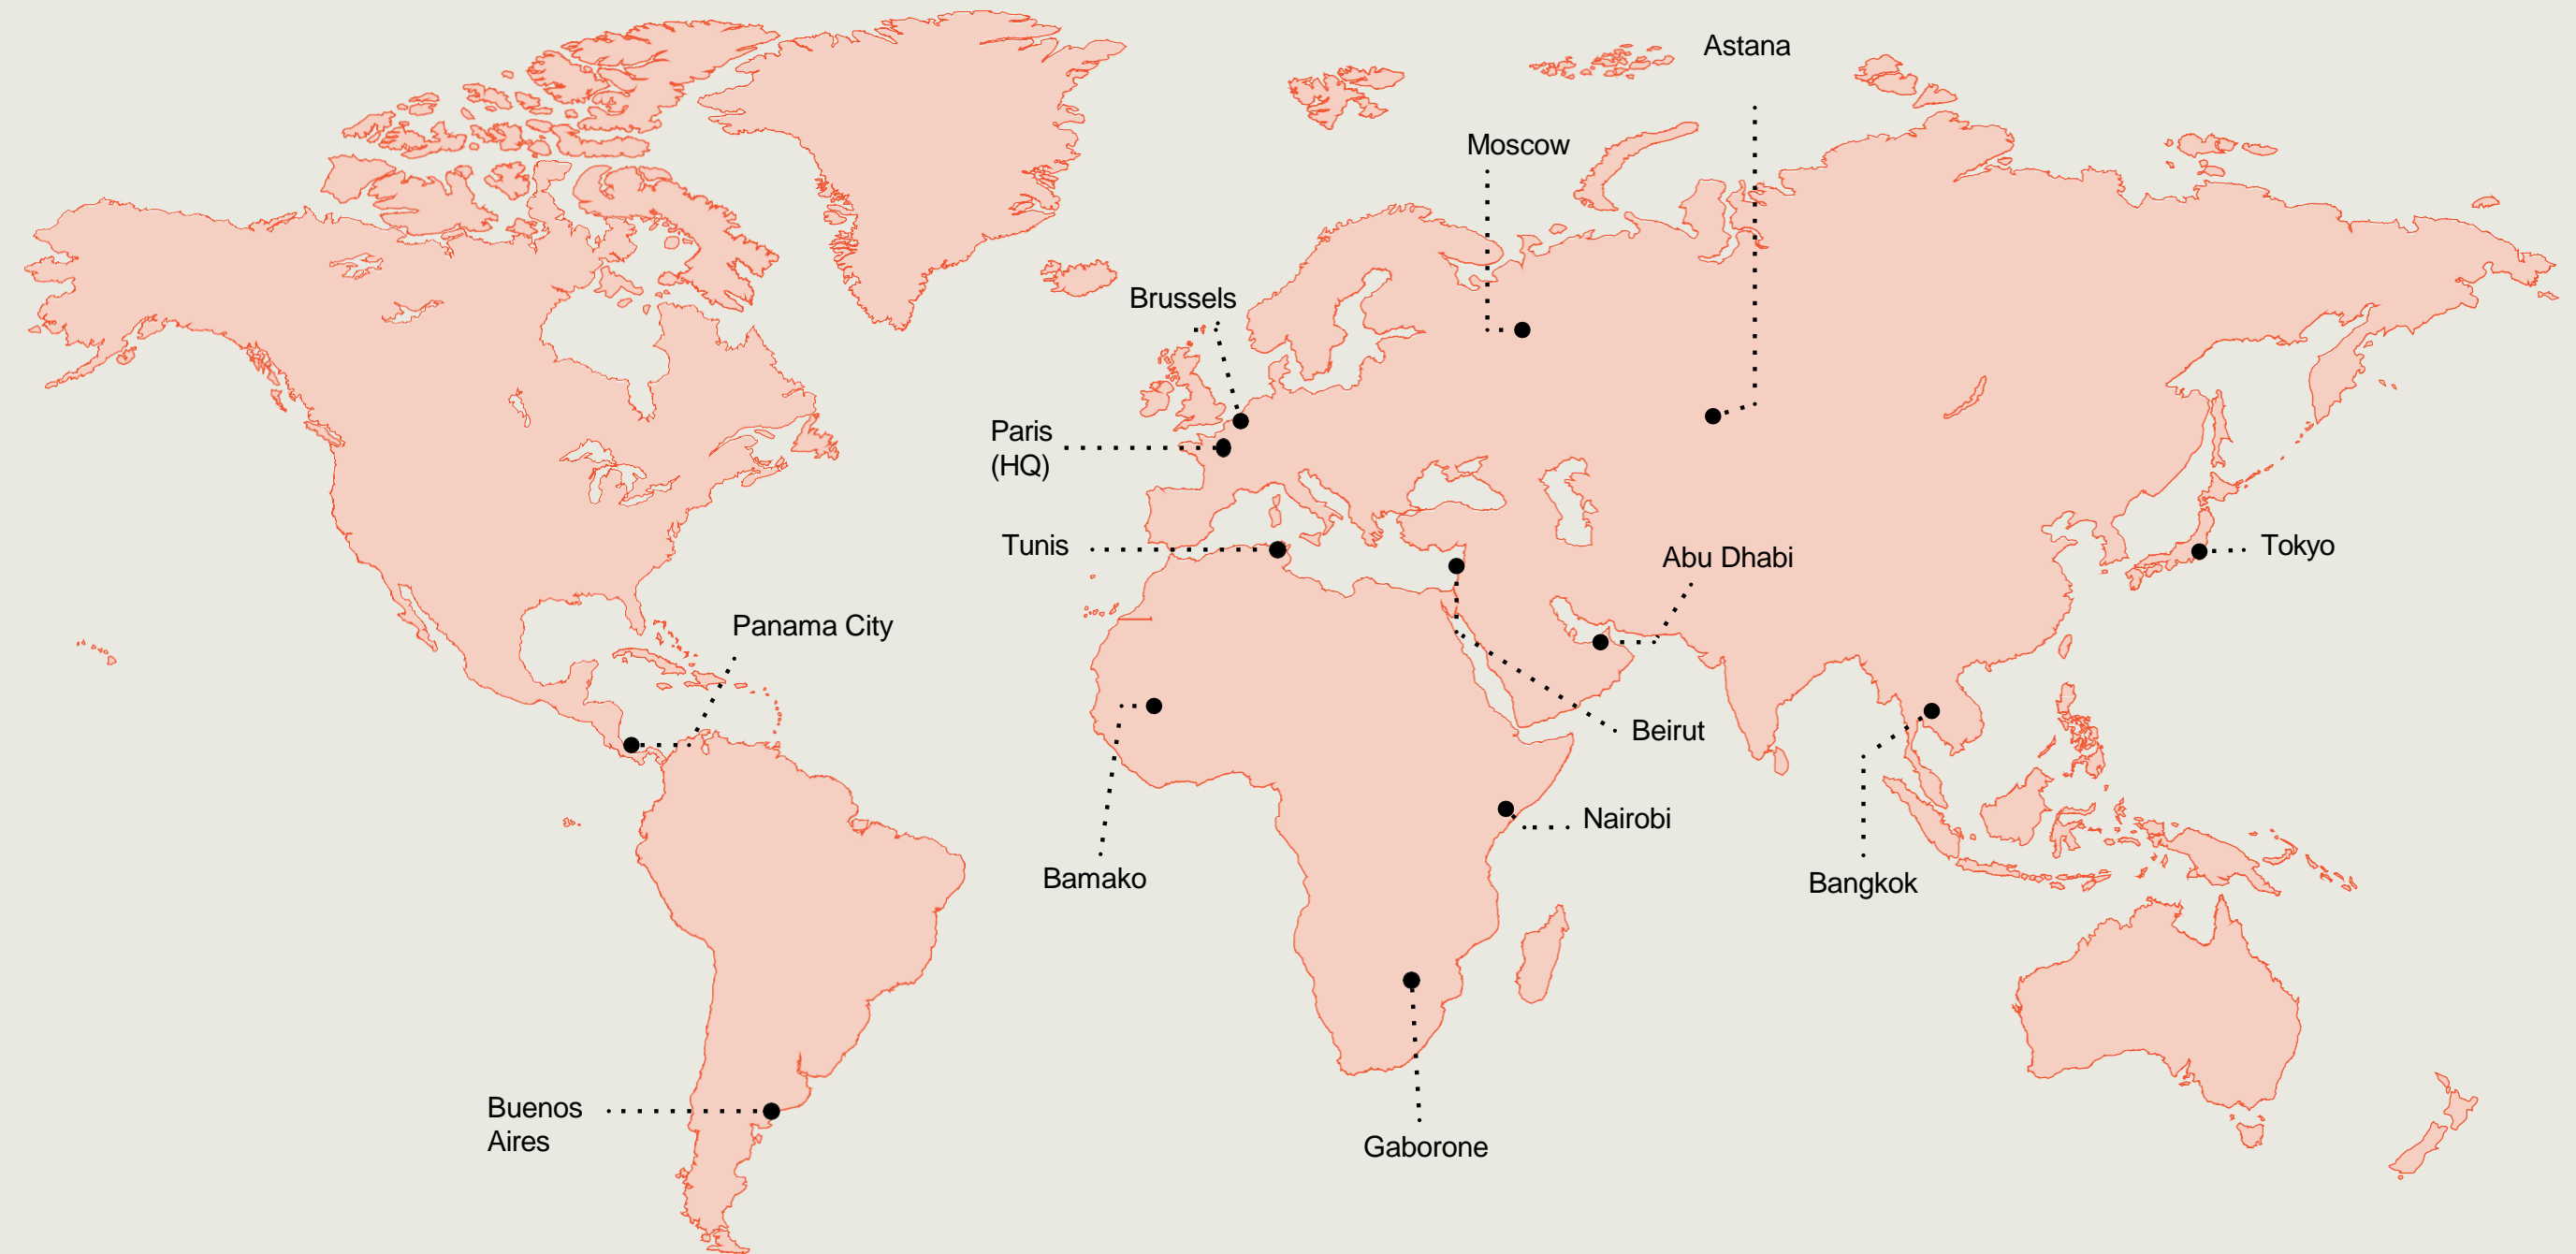 Astana
Moscow
Brussels
Paris
(HQ)
Tunis
Abu Dhabi
Tokyo
Panama City
Beirut
Nairobi
Bamako
Bangkok
Buenos
Aires
Gaborone